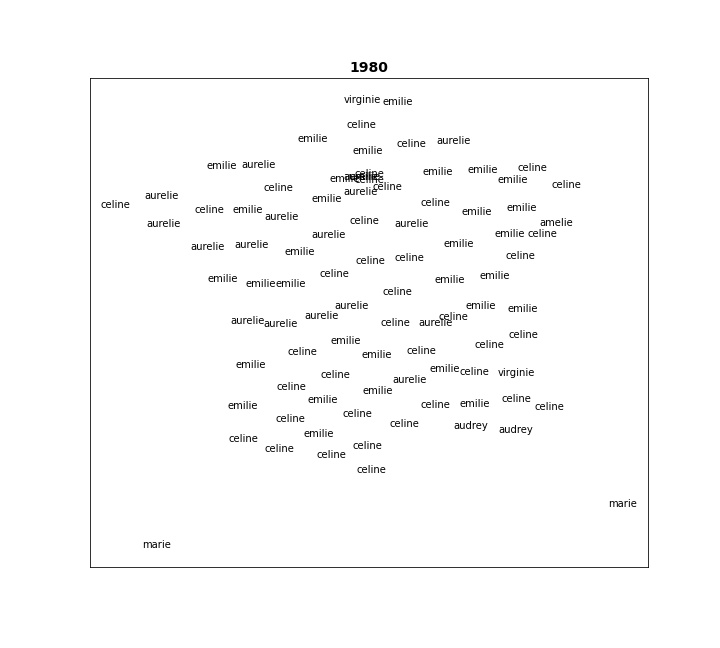 1980
virginie emilie
celine
emilie celine aurelie
emilie
emilie aurelie emilie emilie celine
celine
emilie
celine
emilie
celine celine celine
aurelie emilie aurelie
celine celine emilie aurelie celine emilie emilie
aurelie celine aurelie amelie
aurelie emilie celine
aurelie aurelie emilie emilie
celine celine celine
emilie emilie emilie celine emilie emilie
celine
aurelie emilie emilie
aurelie aurelie aurelie celine aurelie celine
emilie celine celine
celine emilie celine
emilie celine aurelie emilie celine virginie
celine emilie
emilie emilie celine emilie celine celine
celine celine celine audrey audrey
celine emilie
celine celine celine
celine
marie
marie